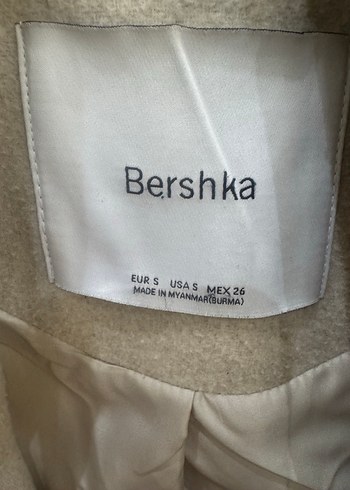 Bershka
EUR S USA S MEX 26
MADE IN MYANMAR(BURMA)